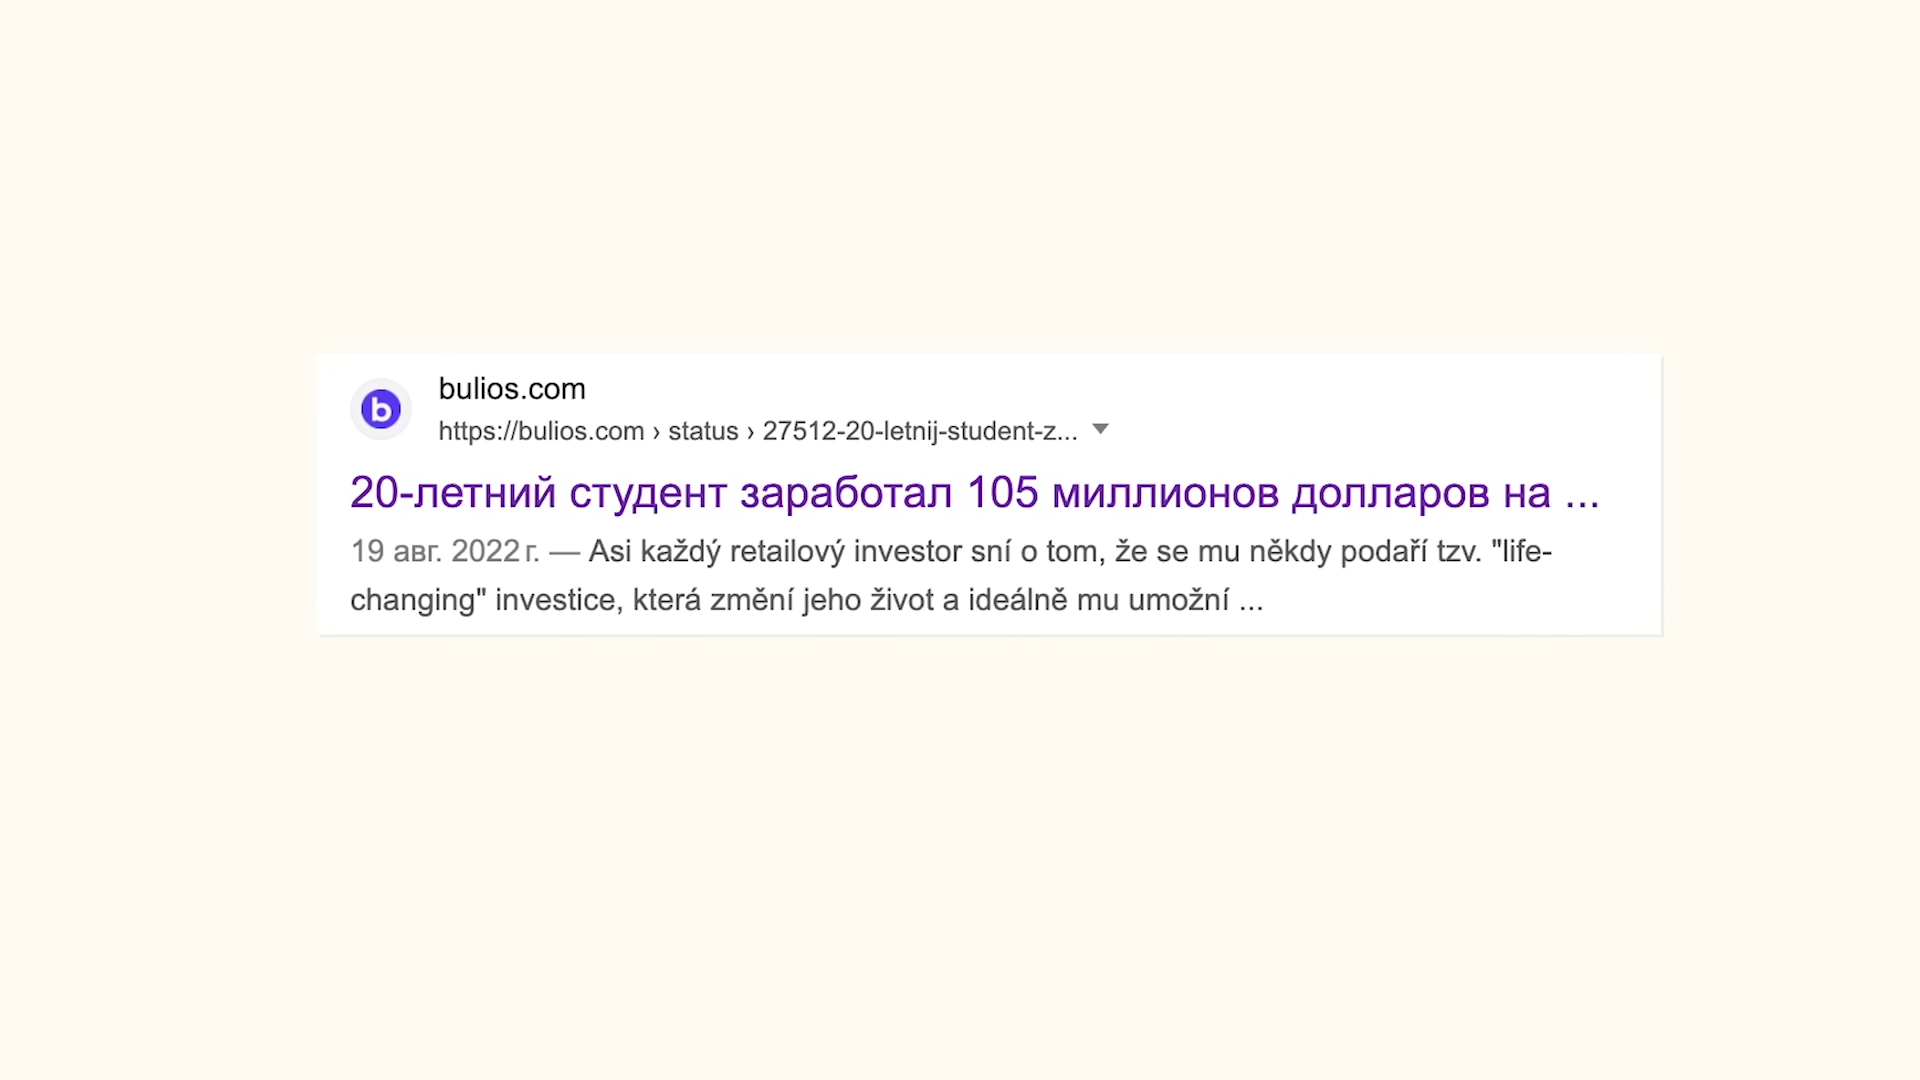 b
bulios.com
https://bulios.com › status › 27512-20-letnij-student-z...
20-летний студент заработал 105 миллионов долларов на ...
19 авг. 2022 г. — Asi každý retailový investor sní o tom, že se mu někdy podaří tzv. "life-
changing" investice, která změní jeho život a ideálně mu umožní ...